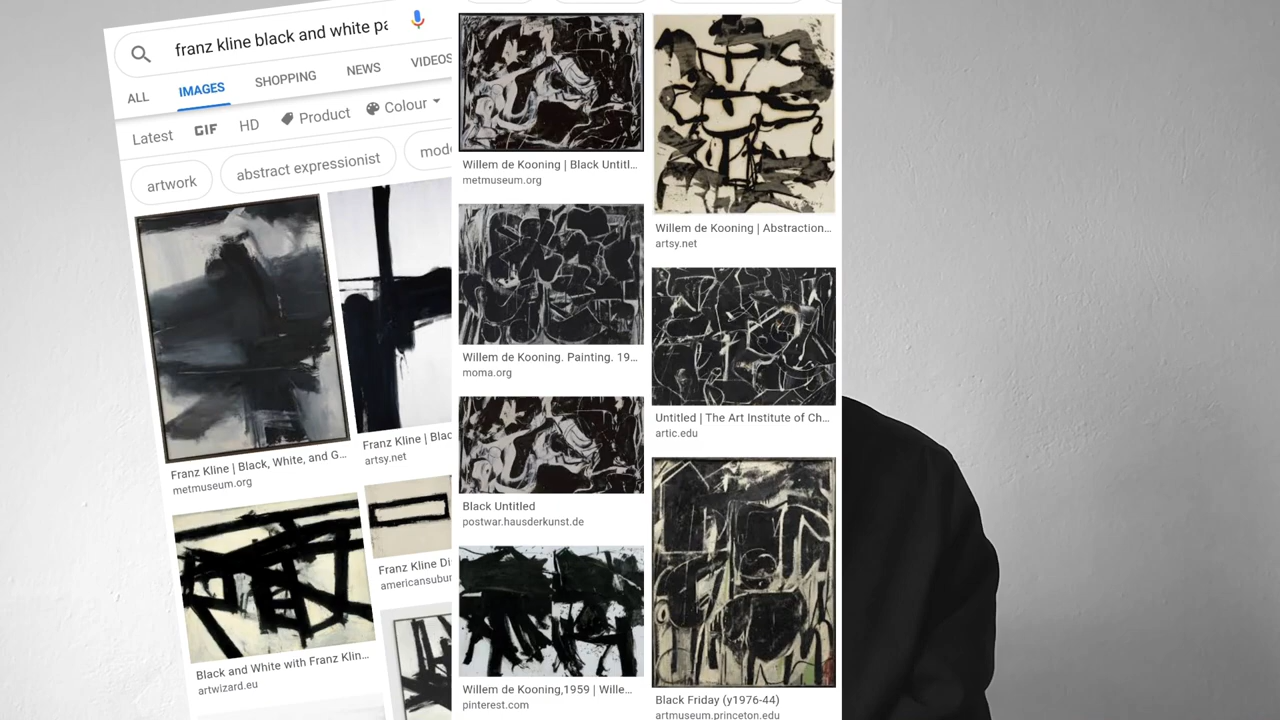 franz kline black and white pa
ALL IMAGES SHOPPING NEWS VIDEOS
Latest GIF HD Product Colour
artwork abstract expressionist mode
Franz Kline | Black, White, and G...
metmuseum.org
Franz Kline | Blac
artsy.net
Black and White with Franz Klin...
artwizard.eu
Franz Kline Di
americansubur
Willem de Kooning | Black Untitl...
metmuseum.org
Willem de Kooning. Painting. 19...
moma.org
Black Untitled
postwar.hausderkunst.de
Willem de Kooning,1959 | Wille...
pinterest.com
Willem de Kooning | Abstraction...
artsy.net
Untitled | The Art Institute of Ch...
artic.edu
Black Friday (y1976-44)
artmuseum.princeton.edu